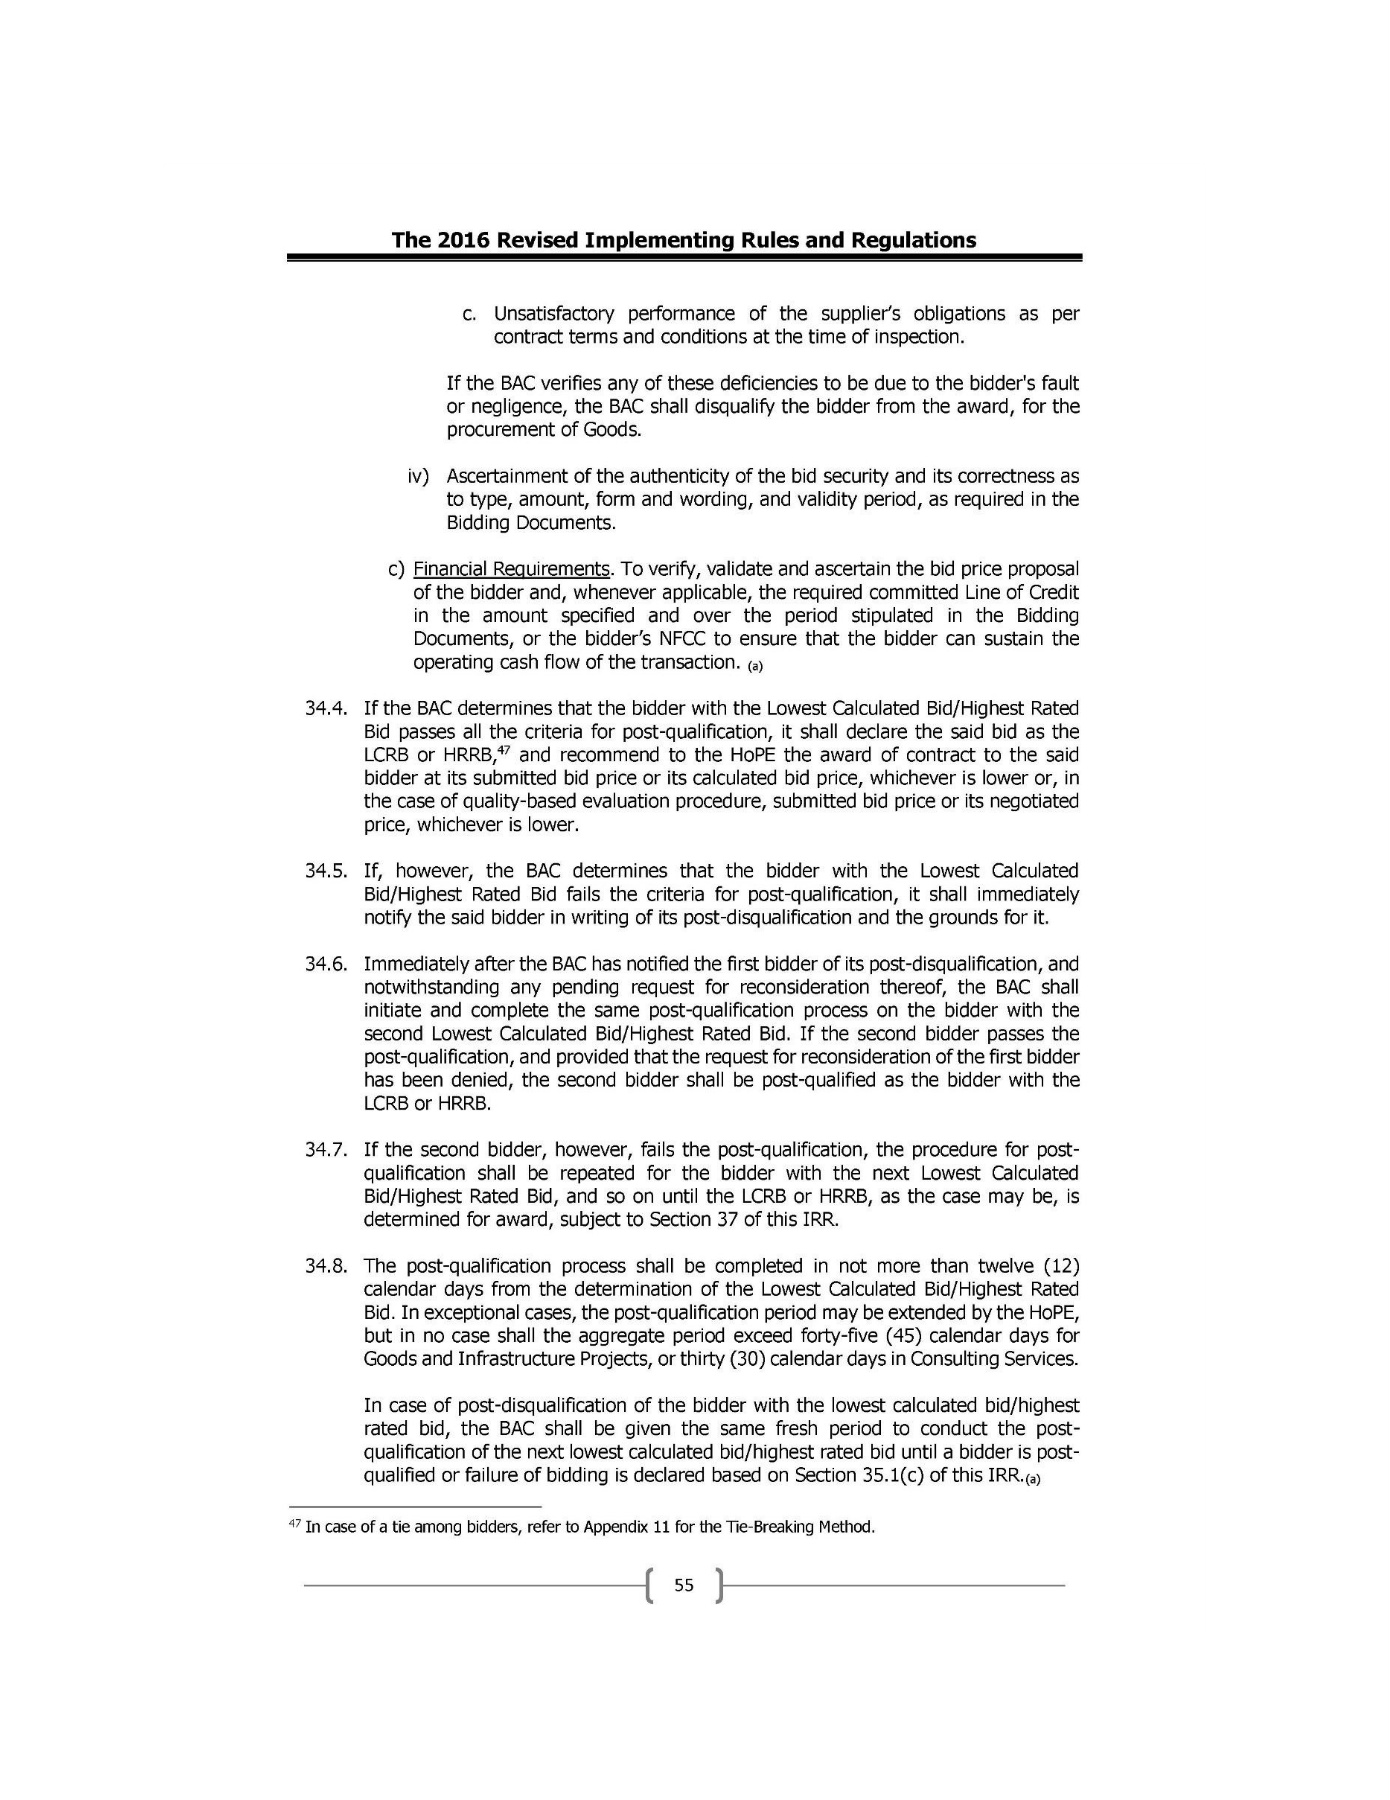 The 2016 Revised Implementing Rules and Regulations
c. Unsatisfactory performance of the supplier’s obligations as per
contract terms and conditions at the time of inspection.
If the BAC verifies any of these deficiencies to be due to the bidder's fault
or negligence, the BAC shall disqualify the bidder from the award, for the
procurement of Goods.
iv) Ascertainment of the authenticity of the bid security and its correctness as
to type, amount, form and wording, and validity period, as required in the
Bidding Documents.
c) Financial Requirements. To verify, validate and ascertain the bid price proposal
of the bidder and, whenever applicable, the required committed Line of Credit
in the amount specified and over the period stipulated in the Bidding
Documents, or the bidder’s NFCC to ensure that the bidder can sustain the
operating cash flow of the transaction. (a)
34.4. If the BAC determines that the bidder with the Lowest Calculated Bid/Highest Rated
Bid passes all the criteria for post-qualification, it shall declare the said bid as the
LCRB or HRRB,47 and recommend to the HoPE the award of contract to the said
bidder at its submitted bid price or its calculated bid price, whichever is lower or, in
the case of quality-based evaluation procedure, submitted bid price or its negotiated
price, whichever is lower.
34.5. If, however, the BAC determines that the bidder with the Lowest Calculated
Bid/Highest Rated Bid fails the criteria for post-qualification, it shall immediately
notify the said bidder in writing of its post-disqualification and the grounds for it.
34.6. Immediately after the BAC has notified the first bidder of its post-disqualification, and
notwithstanding any pending request for reconsideration thereof, the BAC shall
initiate and complete the same post-qualification process on the bidder with the
second Lowest Calculated Bid/Highest Rated Bid. If the second bidder passes the
post-qualification, and provided that the request for reconsideration of the first bidder
has been denied, the second bidder shall be post-qualified as the bidder with the
LCRB or HRRB.
34.7. If the second bidder, however, fails the post-qualification, the procedure for post-
qualification shall be repeated for the bidder with the next Lowest Calculated
Bid/Highest Rated Bid, and so on until the LCRB or HRRB, as the case may be, is
determined for award, subject to Section 37 of this IRR.
34.8. The post-qualification process shall be completed in not more than twelve (12)
calendar days from the determination of the Lowest Calculated Bid/Highest Rated
Bid. In exceptional cases, the post-qualification period may be extended by the HoPE,
but in no case shall the aggregate period exceed forty-five (45) calendar days for
Goods and Infrastructure Projects, or thirty (30) calendar days in Consulting Services.
In case of post-disqualification of the bidder with the lowest calculated bid/highest
rated bid, the BAC shall be given the same fresh period to conduct the post-
qualification of the next lowest calculated bid/highest rated bid until a bidder is post-
qualified or failure of bidding is declared based on Section 35.1(c) of this IRR.(a)
47 In case of a tie among bidders, refer to Appendix 11 for the Tie-Breaking Method.
55